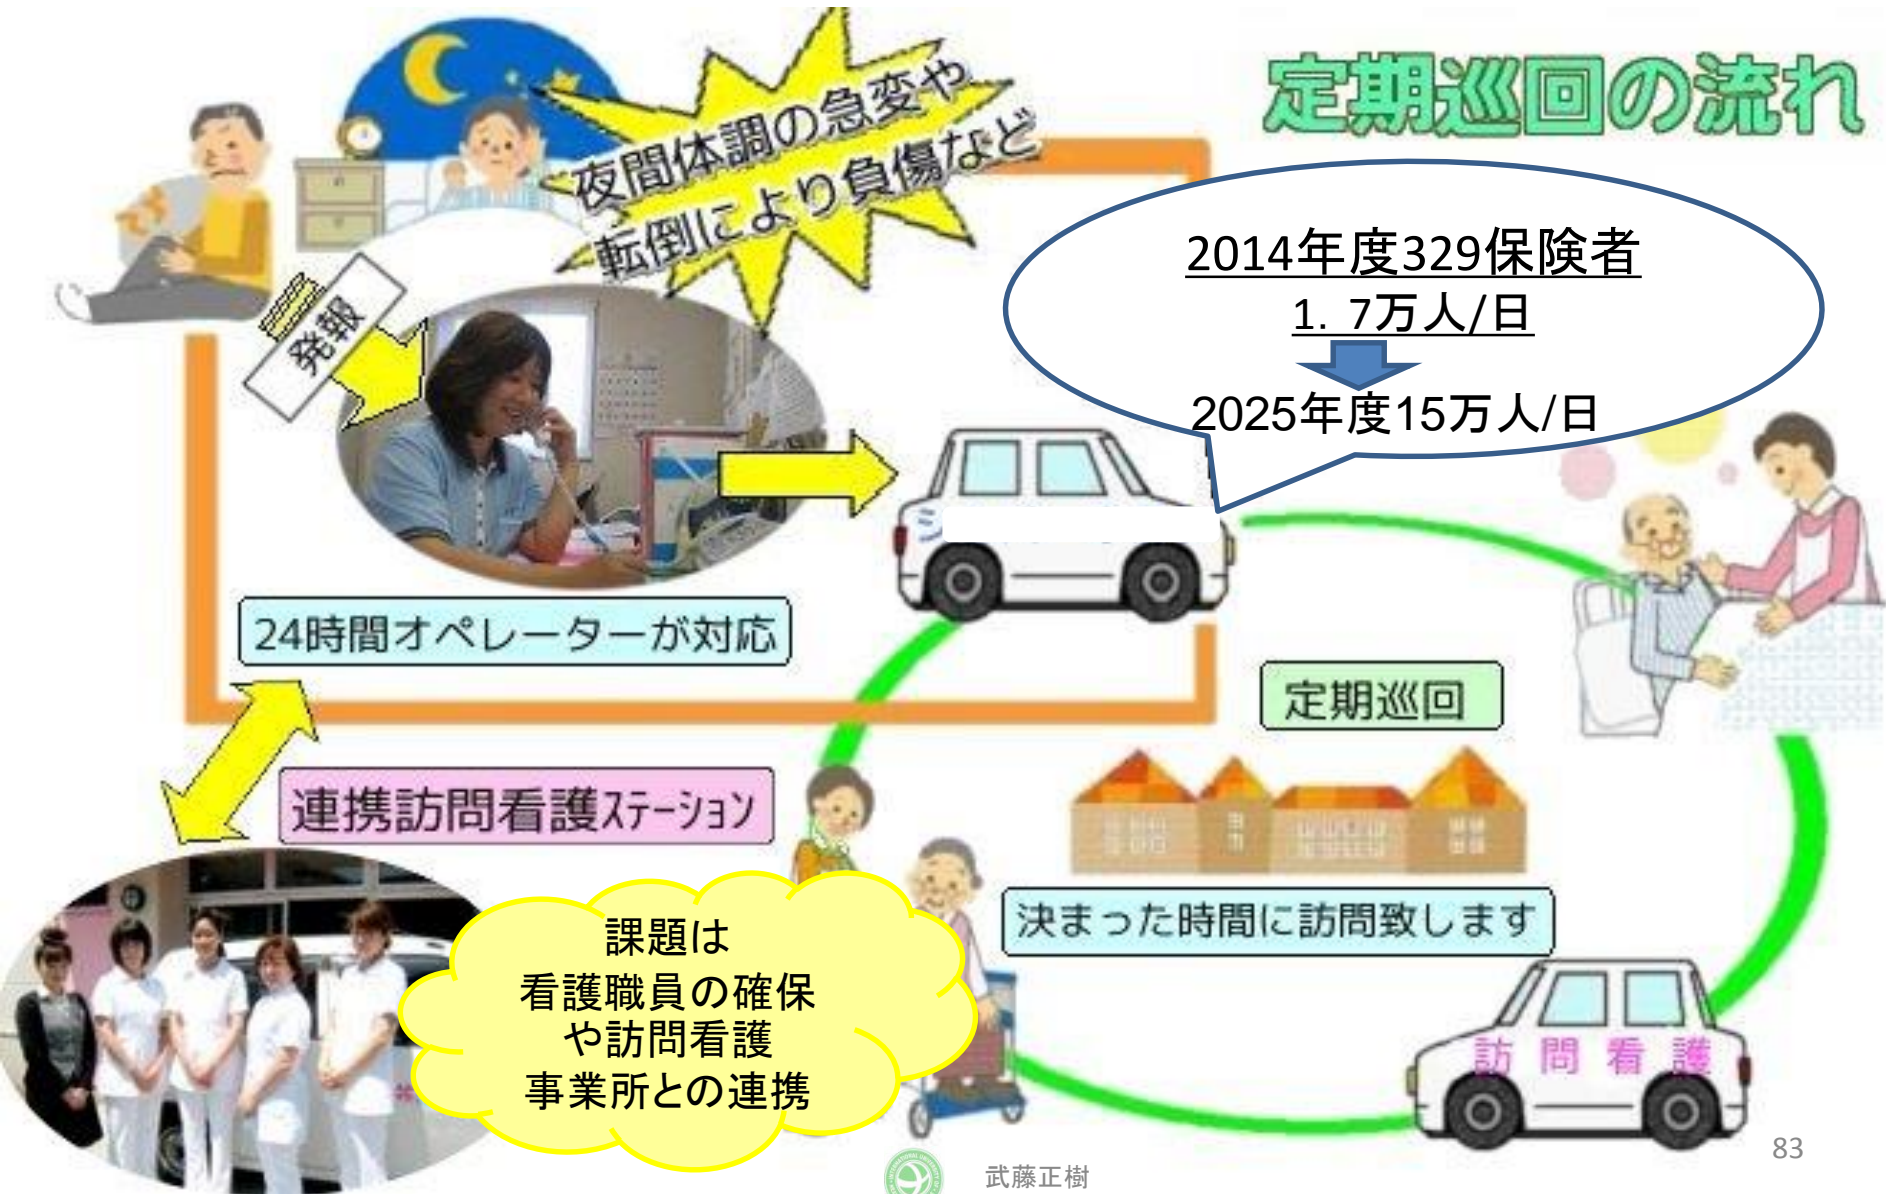 定期巡回の流れ
夜間体調の急変や
転倒により負傷など
2014年度329保険者
1．7万人/日
2025年度15万人/日
発報
24時間オペレーターが対応
定期巡回
連携訪問看護ステーション
決まった時間に訪問致します
課題は
看護職員の確保
や訪問看護
事業所との連携
訪問看護
83
武藤正樹